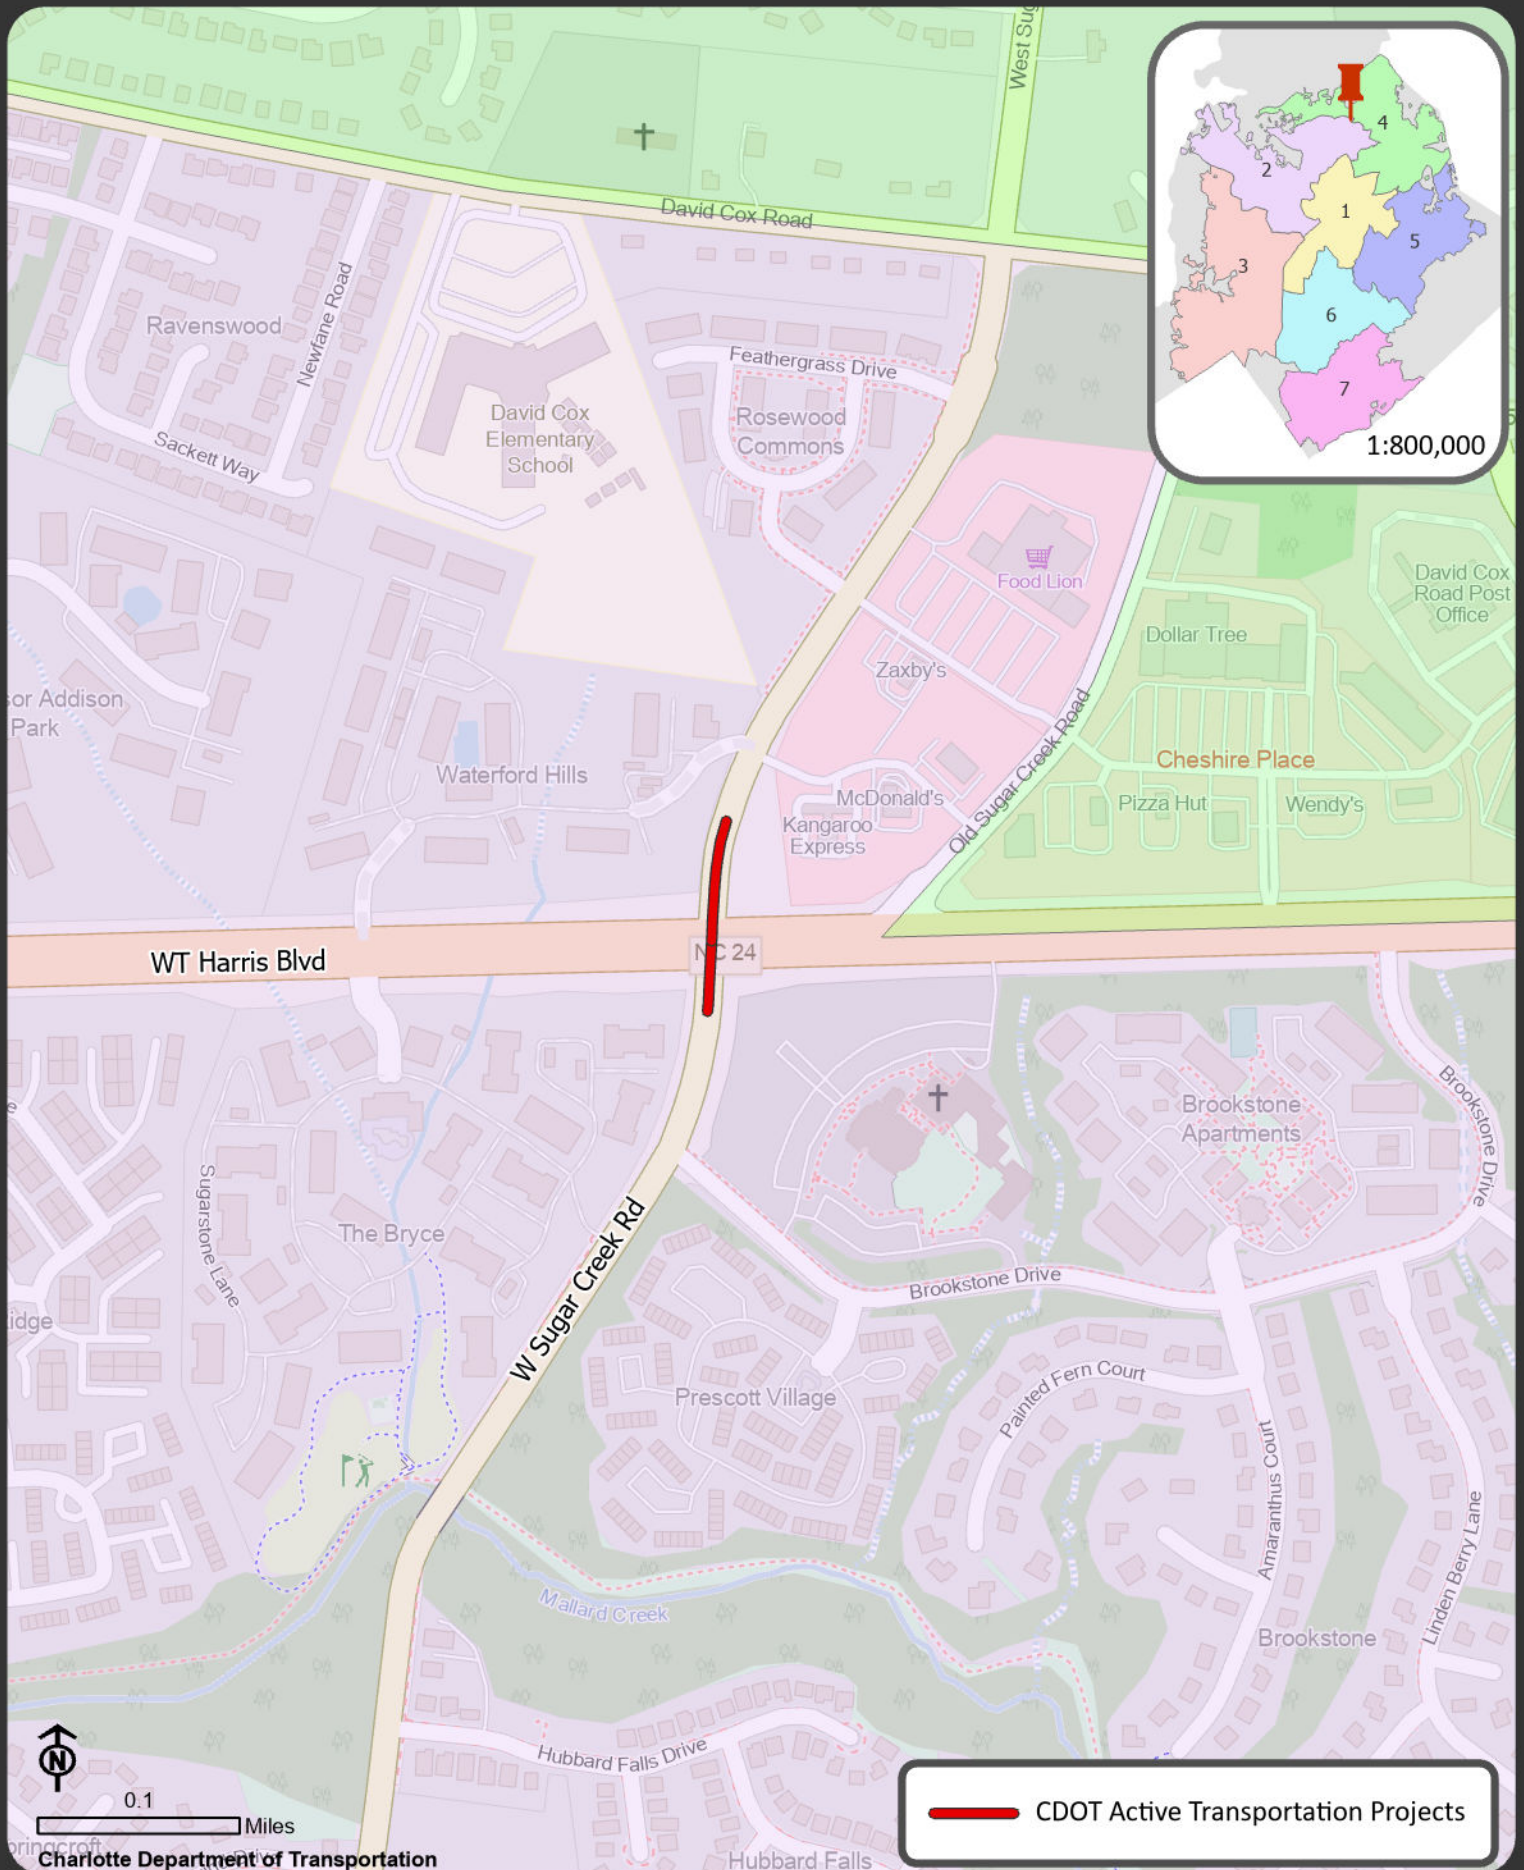 West Sug
4
2
1
5
3
6
7
1:800,000
David Cox Road
Ravenswood
Newfane Road
Feathergrass Drive
David Cox
Elementary
School
Rosewood
Commons
Sackett Way
Food Lion
David Cox
Road Post
Office
Dollar Tree
Zaxby's
sor Addison
Park
Cheshire Place
Waterford Hills
McDonald's
Pizza Hut
Wendy's
Kangaroo
Express
Old Sugar Creek Road
WT Harris Blvd
NC 24
Brookstone
Apartments
Brookstone Drive
Sugarstone Lane
The Bryce
W Sugar Creek Rd
Brookstone Drive
idge
Painted Fern Court
Prescott Village
Amaranthus Court
Linden Berry Lane
Mallard Creek
Brookstone
N
Hubbard Falls Drive
0.1
Miles
CDOT Active Transportation Projects
pringcroft
Charlotte Department of Transportation
Hubbard Falls